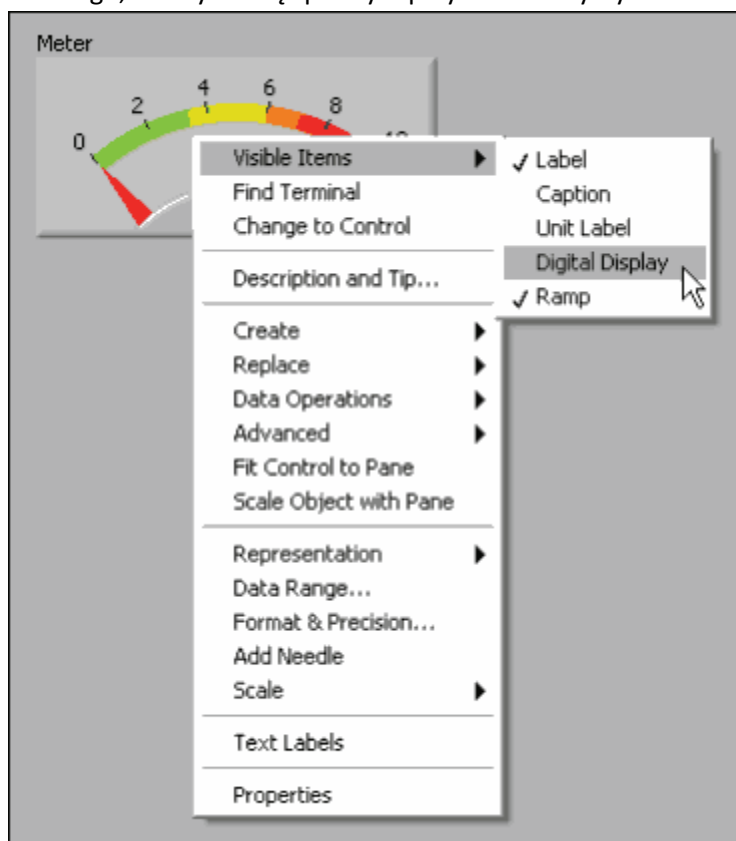 Meter
0 2 4 6 8
Visible Items
Label
Find Terminal
Caption
Change to Control
Unit Label
Digital Display
Description and Tip...
Ramp
Create
Replace
Data Operations
Advanced
Fit Control to Pane
Scale Object with Pane
Representation
Data Range...
Format & Precision...
Add Needle
Scale
Text Labels
Properties